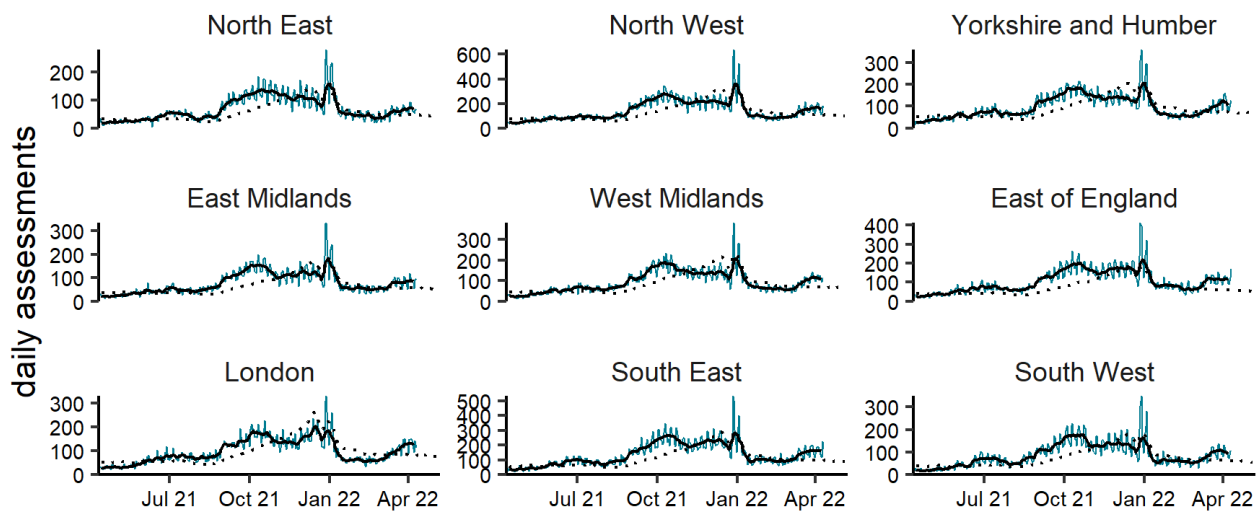 daily assessments
North East
200
100
0
North West
600
400
200
0
Yorkshire and Humber
300
200
100
0
East Midlands
300
200
100
0
West Midlands
300
200
100
0
East of England
400
300
200
100
0
London
300
200
100
0
South East
500
400
300
200
100
0
South West
300
200
100
0
Jul 21 Oct 21 Jan 22 Apr 22
Jul 21 Oct 21 Jan 22 Apr 22
Jul 21 Oct 21 Jan 22 Apr 22